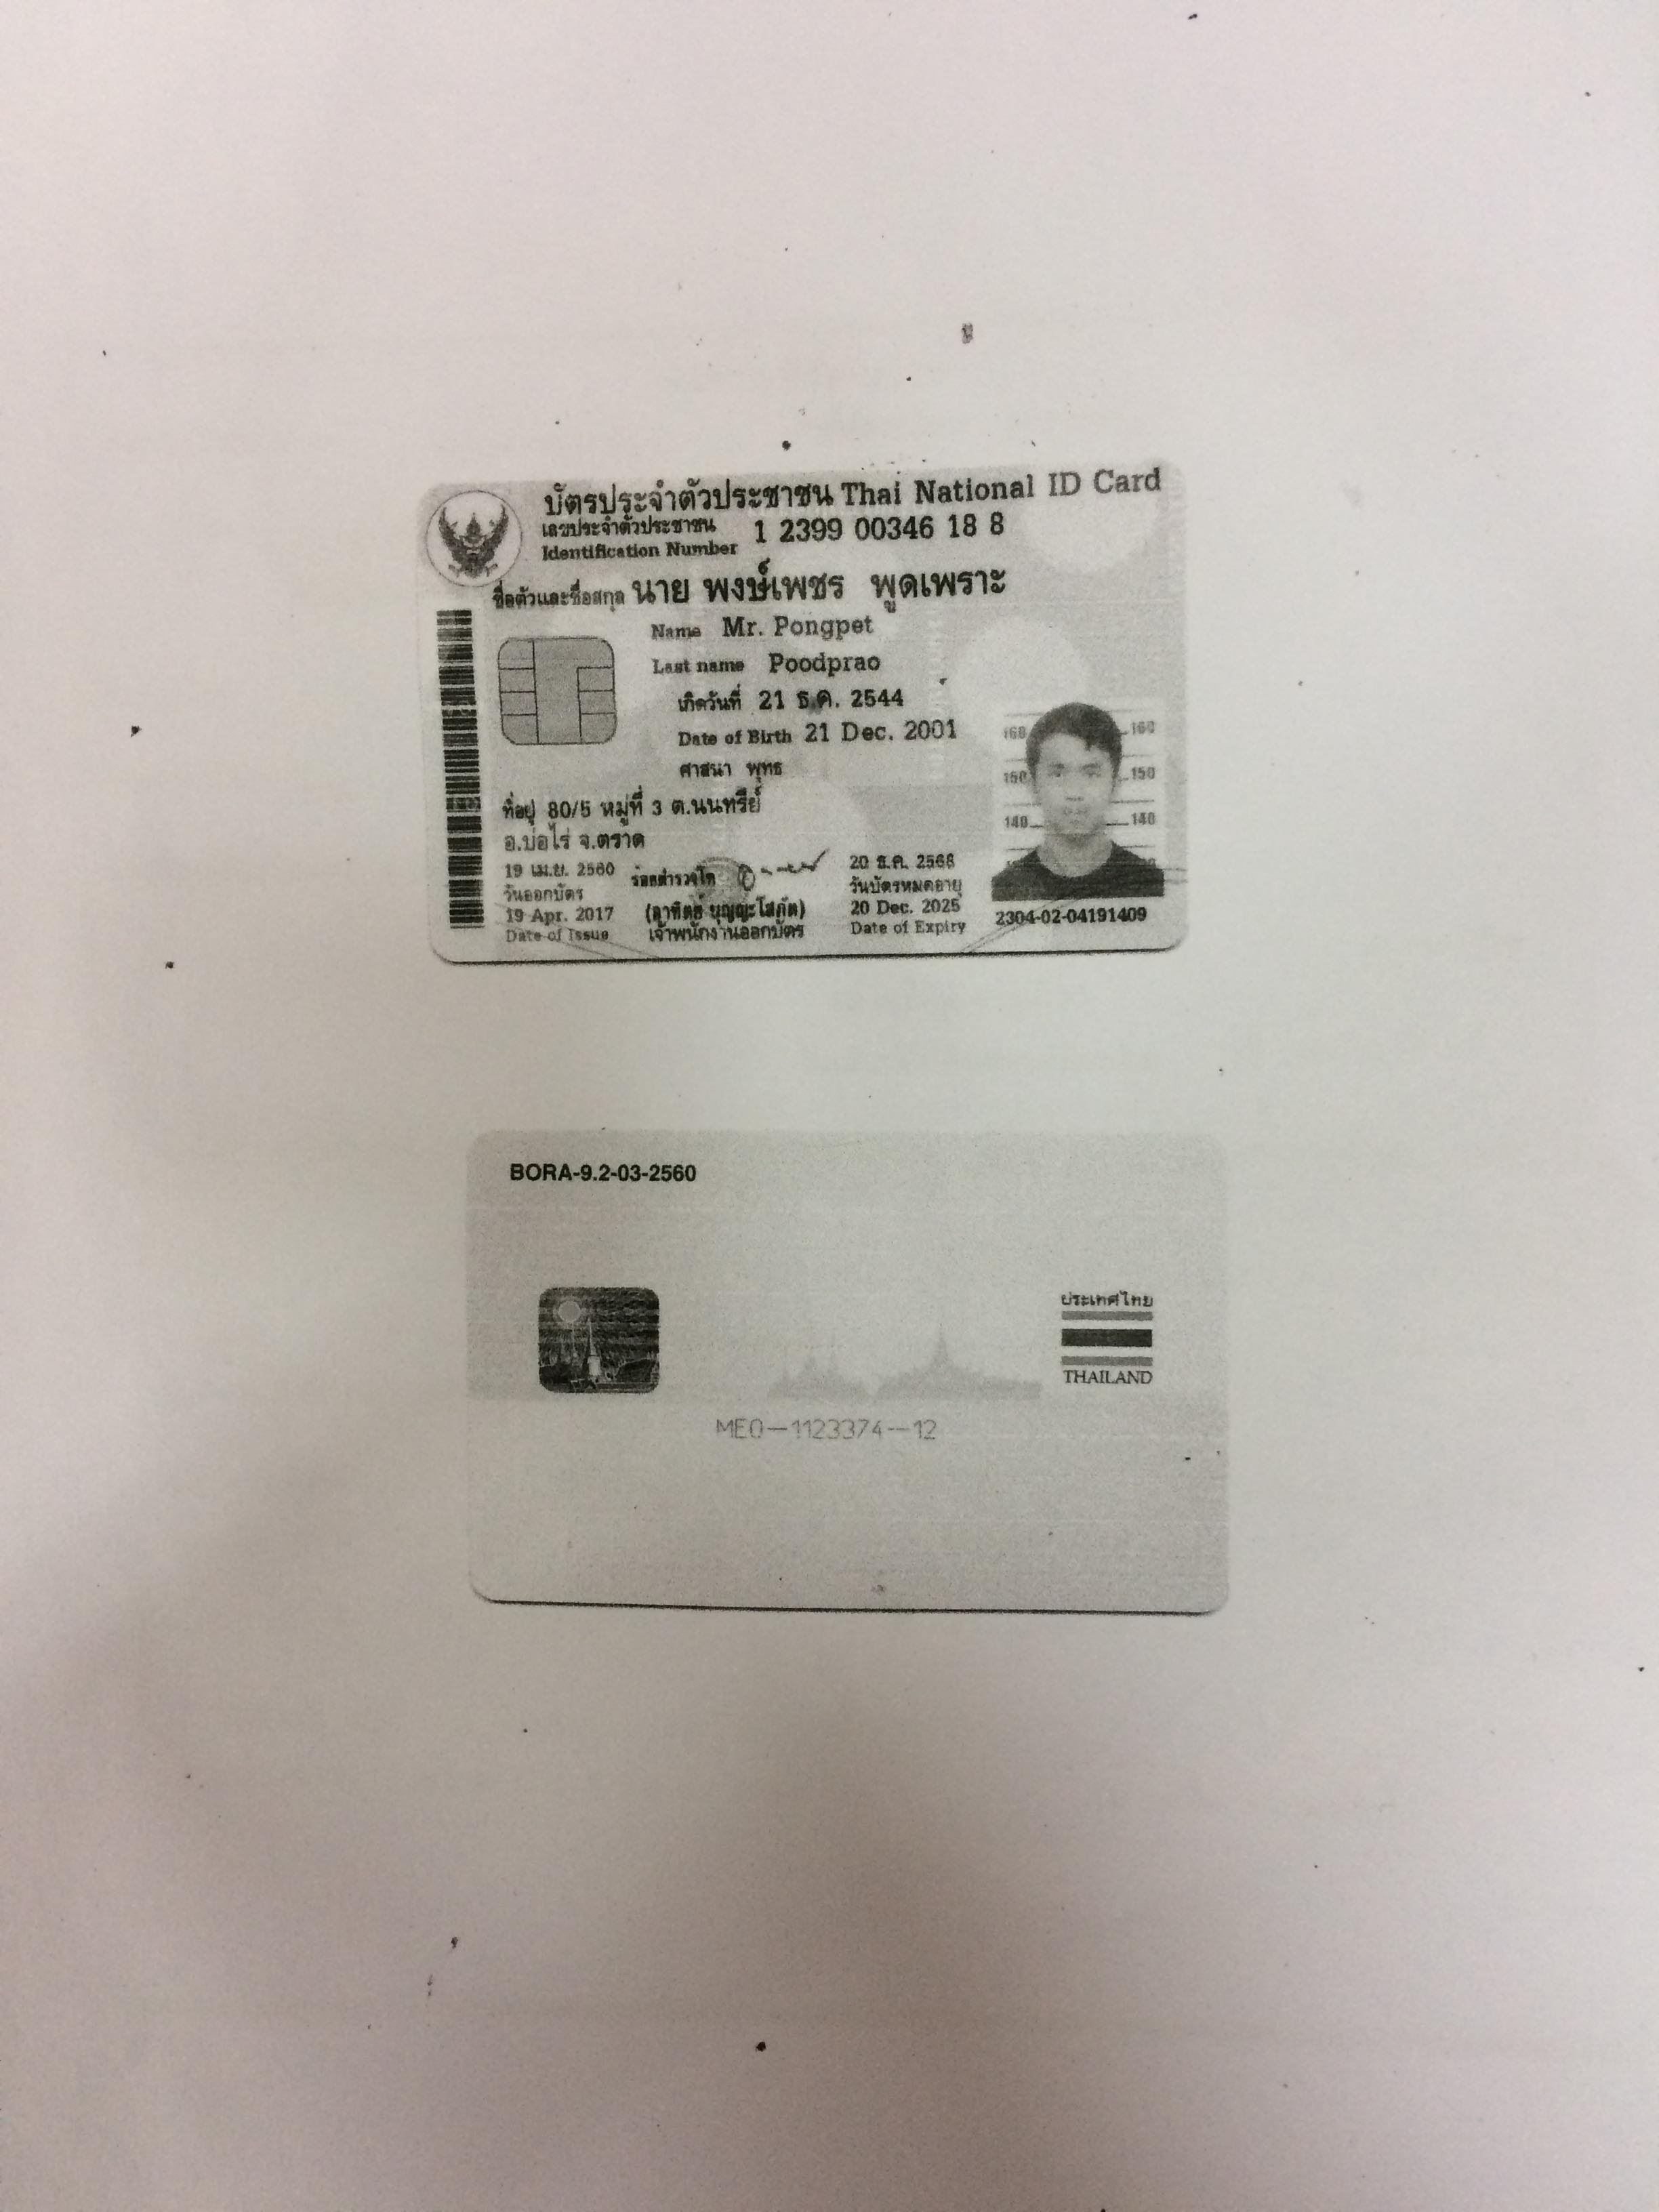 บัตรประจำตัวประชาชน Thai National ID Card
เลขประจำตัวประชาชน
Identification Number 1 2399 00346 18 8
ชื่อตัวและชื่อสกุล นาย พงษ์เพชร พูดเพราะ
Name Mr. Pongpet
Last name Poodprao
เกิดวันที่ 21 ธ.ค. 2544
Date of Birth 21 Dec. 2001
ศาสนา พุทธ
ที่อยู่ 80/5 หมู่ที่ 3 ต.นนทรีย์
อ.บ่อไร่ จ.ตราด
19 เม.ย. 2560
วันออกบัตร
19 Apr. 2017
Date of Issue
ร้อยตำรวจโท
(อาทิตย์ บุญญะโสภัต)
เจ้าพนักงานออกบัตร
20 ธ.ค. 2568
วันบัตรหมดอายุ
20 Dec. 2025
Date of Expiry
160 160
150 150
140 140
2304-02-04191409
BORA-9.2-03-2560
ประเทศไทย
THAILAND
ME0-1123374-12